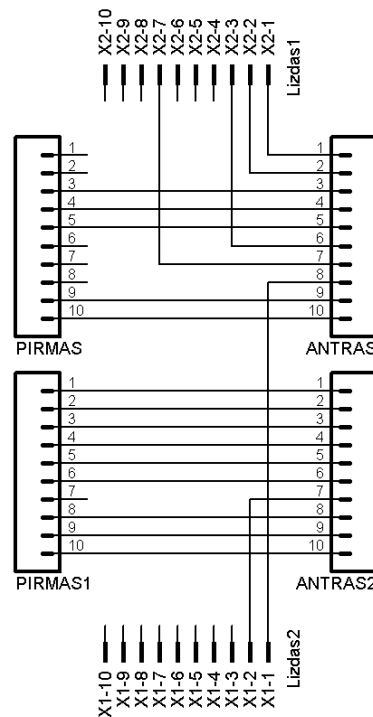 X2-10
X2-9
X2-8
X2-7
X2-6
X2-5
X2-4
X2-3
X2-2
X2-1
Lizdas1
1
2
3
4
5
6
7
8
9
10
PIRMAS
1
2
3
4
5
6
7
8
9
10
ANTRAS
1
2
3
4
5
6
7
8
9
10
PIRMAS1
1
2
3
4
5
6
7
8
9
10
ANTRAS2
X1-10
X1-9
X1-8
X1-7
X1-6
X1-5
X1-4
X1-3
X1-2
X1-1
Lizdas2